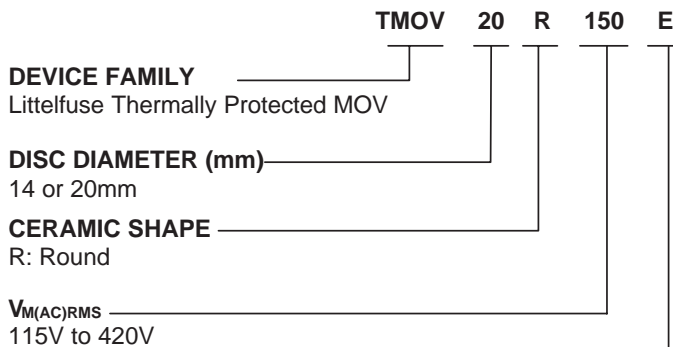 TMOV 20 R 150 E
DEVICE FAMILY
Littelfuse Thermally Protected MOV
DISC DIAMETER (mm)
14 or 20mm
CERAMIC SHAPE
R: Round
VM(AC)RMS
115V to 420V